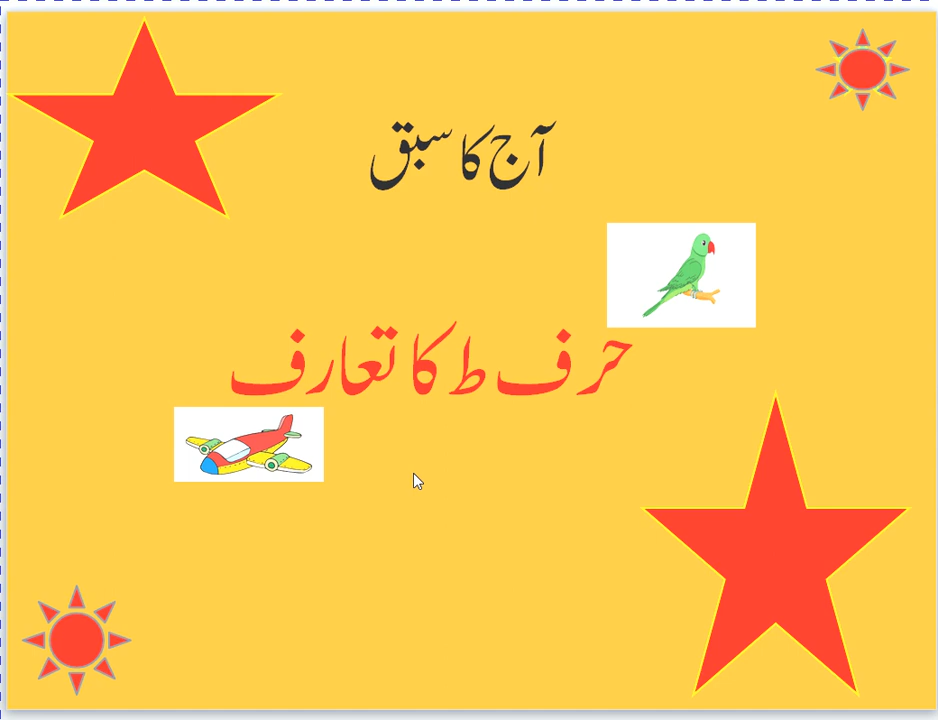 آج کا سبق
حرف ط کا تعارف